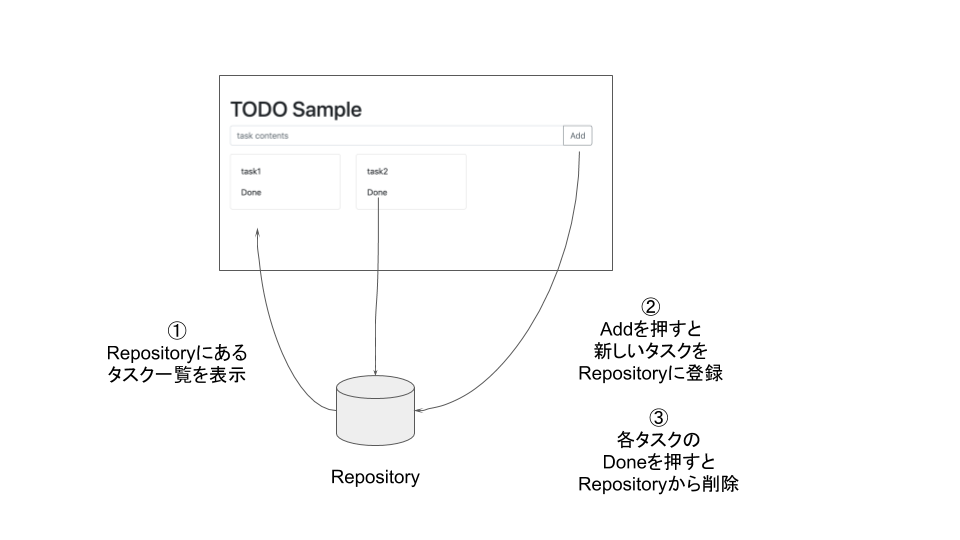 TODO Sample
task contents
Add
task1
Done
task2
Done
①
Repositoryにある
タスク一覧を表示
②
Addを押すと
新しいタスクを
Repositoryに登録
③
各タスクの
Doneを押すと
Repositoryから削除
Repository